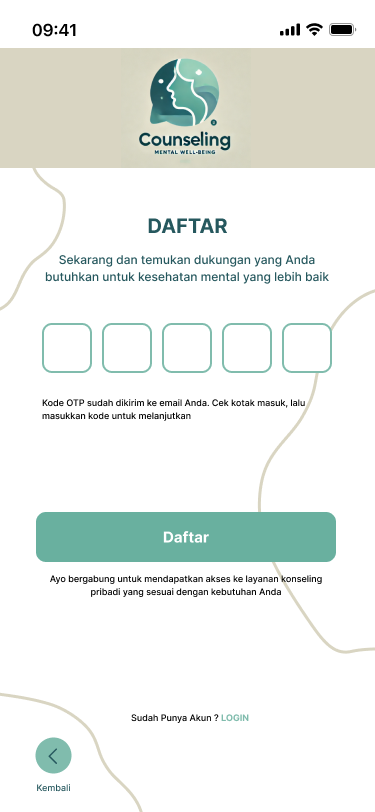 09:41
Counseling
MENTAL WELL-BEING
DAFTAR
Sekarang dan temukan dukungan yang Anda
butuhkan untuk kesehatan mental yang lebih baik
Kode OTP sudah dikirim ke email Anda. Cek kotak masuk, lalu
masukkan kode untuk melanjutkan
Daftar
Ayo bergabung untuk mendapatkan akses ke layanan konseling
pribadi yang sesuai dengan kebutuhan Anda
Sudah Punya Akun ? LOGIN
Kembali